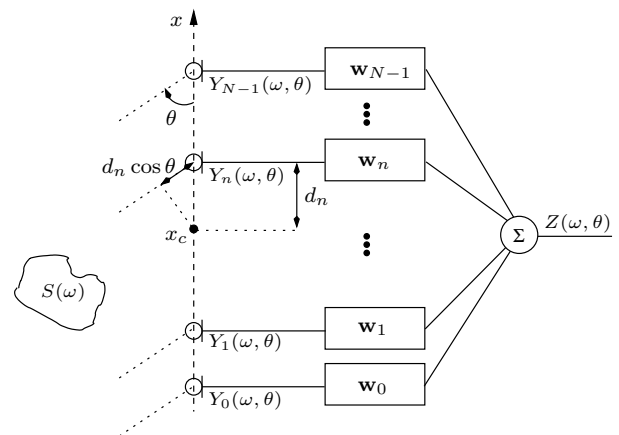 x
Y_{N−1}(ω, θ)
w_{N−1}
θ
d_n cos θ
Y_n(ω, θ)
w_n
d_n
x_c
S(ω)
Σ
Z(ω, θ)
Y_1(ω, θ)
w_1
Y_0(ω, θ)
w_0